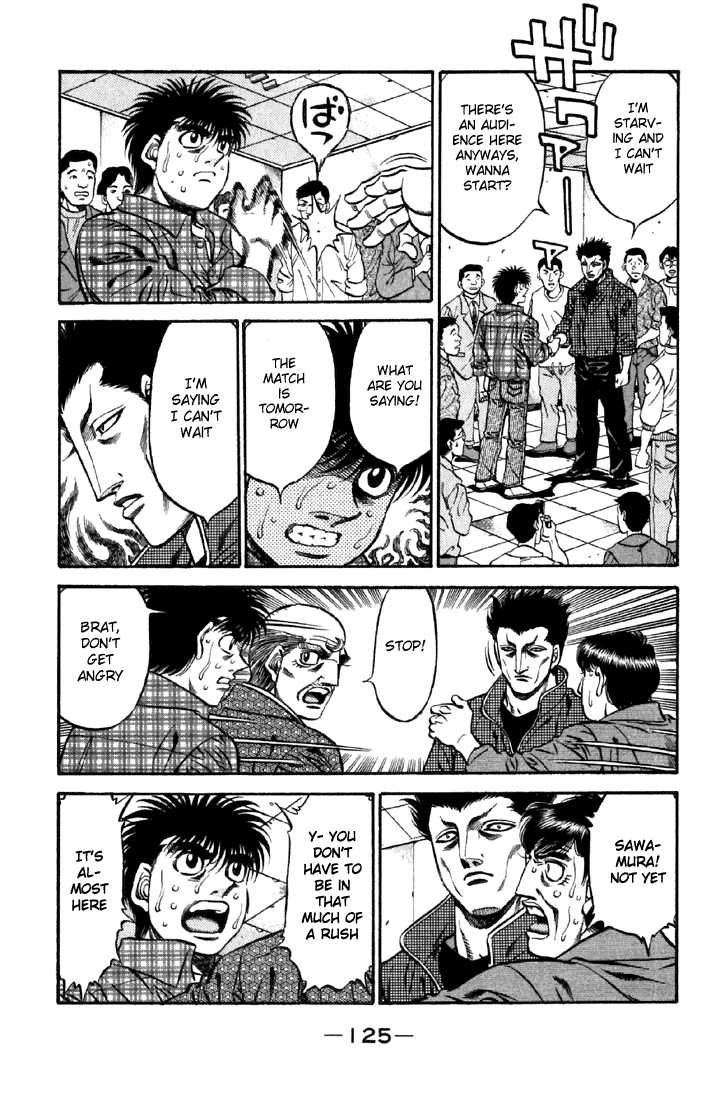 ザワァーァ
I'M
STARV-
ING AND
I CAN'T
WAIT
THERE'S
AN AUDI-
ENCE HERE
ANYWAYS,
WANNA
START?
ばっ
WHAT
ARE YOU
SAYING!
THE
MATCH
IS
TOMOR-
ROW
I'M
SAYING
I CAN'T
WAIT
STOP!
BRAT,
DON'T
GET
ANGRY
SAWA-
MURA!
NOT YET
Y- YOU
DON'T
HAVE TO
BE IN
THAT
MUCH OF
A RUSH
IT'S
AL-
MOST
HERE
—125—